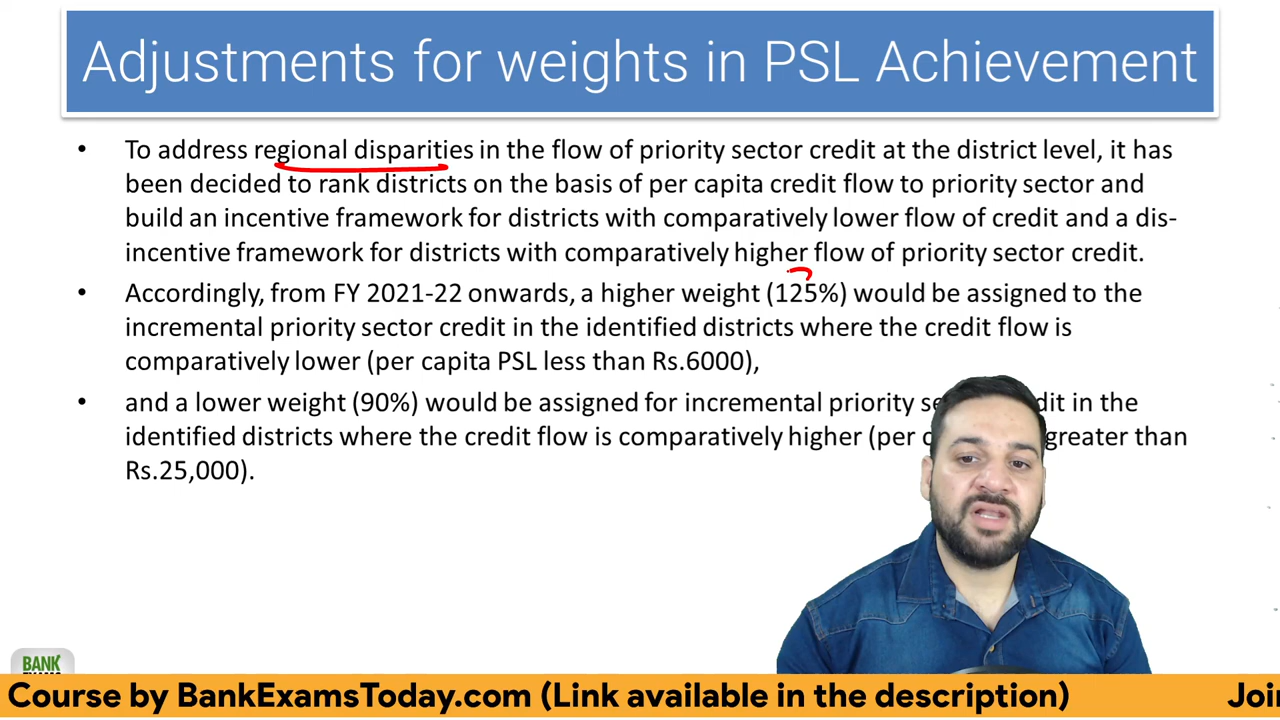 Adjustments for weights in PSL Achievement
• To address regional disparities in the flow of priority sector credit at the district level, it has
been decided to rank districts on the basis of per capita credit flow to priority sector and
build an incentive framework for districts with comparatively lower flow of credit and a dis-
incentive framework for districts with comparatively higher flow of priority sector credit.
• Accordingly, from FY 2021-22 onwards, a higher weight (125%) would be assigned to the
incremental priority sector credit in the identified districts where the credit flow is
comparatively lower (per capita PSL less than Rs.6000),
• and a lower weight (90%) would be assigned for incremental priority in the
identified districts where the credit flow is comparatively higher (per greater than
Rs.25,000).
BANK
Course by BankExamsToday.com (Link available in the description)